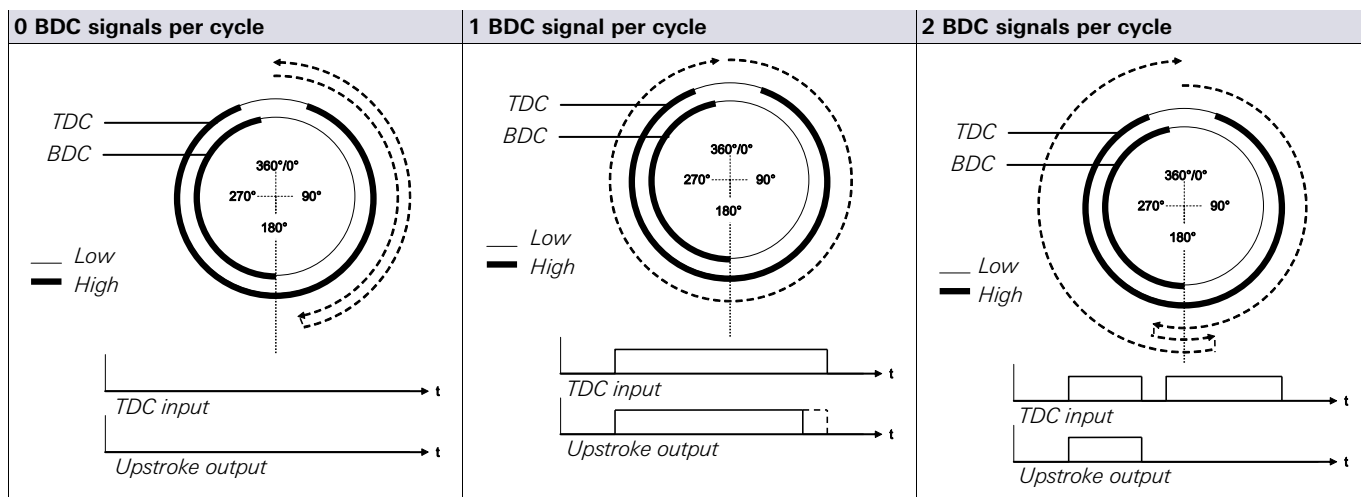 0 BDC signals per cycle
TDC
BDC
360°/0°
270°
90°
180°
Low
High
t
TDC input
t
Upstroke output
1 BDC signal per cycle
TDC
BDC
360°/0°
270°
90°
180°
Low
High
t
TDC input
t
Upstroke output
2 BDC signals per cycle
TDC
BDC
360°/0°
270°
90°
180°
Low
High
t
TDC input
t
Upstroke output